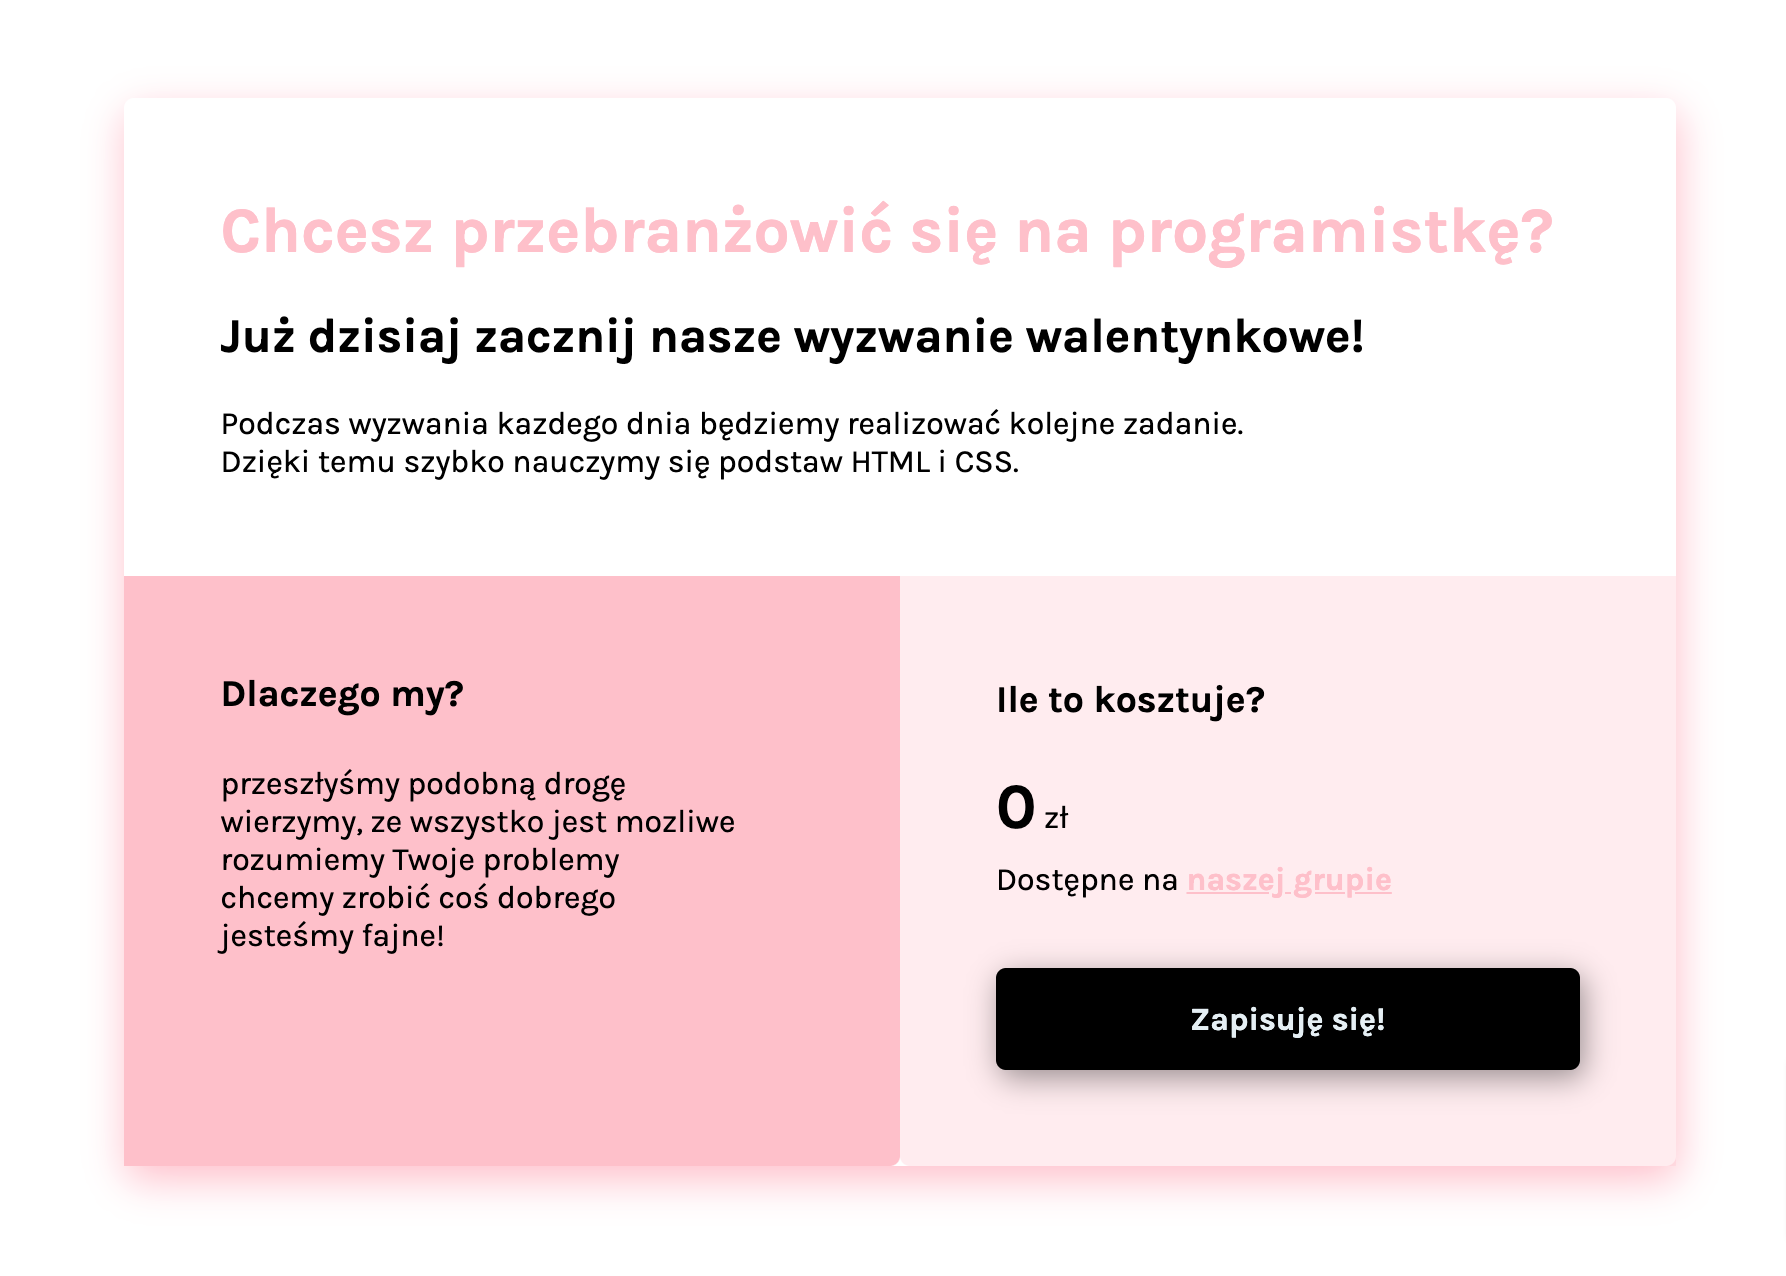 Chcesz przebranżowić się na programistkę?
Już dzisiaj zacznij nasze wyzwanie walentynkowe!
Podczas wyzwania kazdego dnia będziemy realizować kolejne zadanie.
Dzięki temu szybko nauczymy się podstaw HTML i CSS.
Dlaczego my?
przeszłyśmy podobną drogę
wierzymy, ze wszystko jest mozliwe
rozumiemy Twoje problemy
chcemy zrobić coś dobrego
jesteśmy fajne!
Ile to kosztuje?
0 zł
Dostępne na naszej grupie
Zapisuję się!